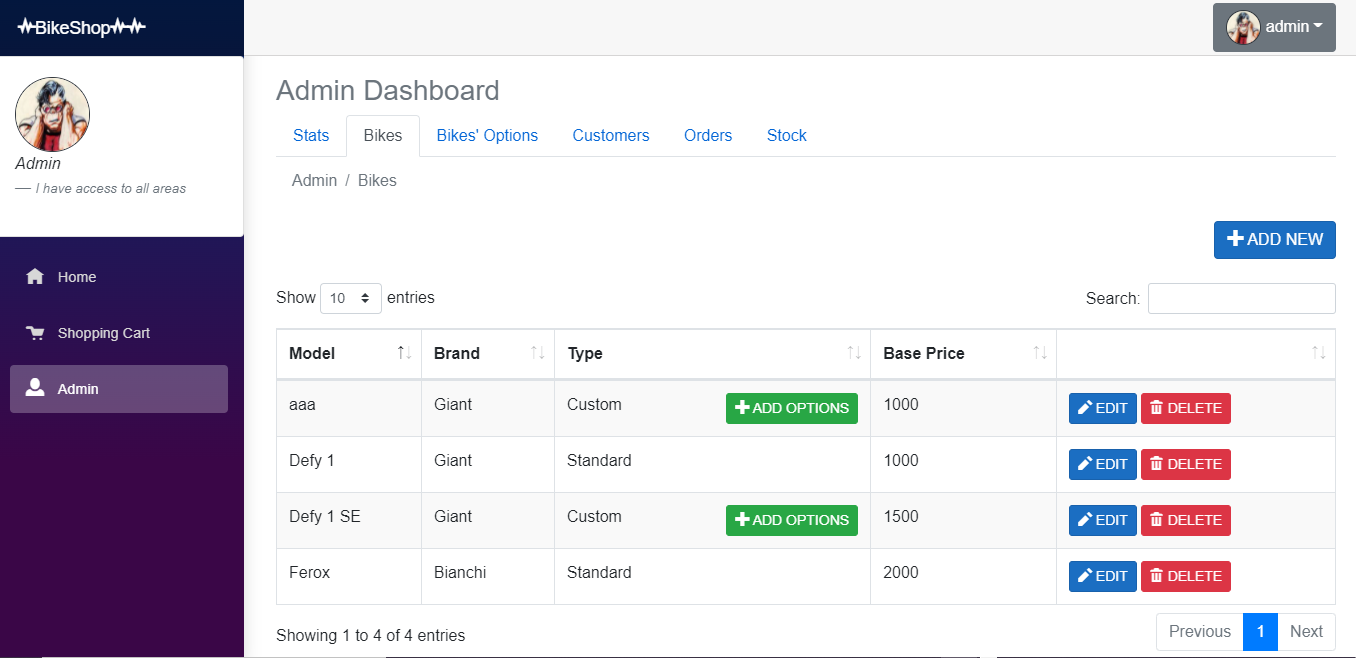 BikeShop
admin
Admin
— I have access to all areas
Home
Shopping Cart
Admin
Admin Dashboard
Stats Bikes Bikes' Options Customers Orders Stock
Admin / Bikes
ADD NEW
Show 10 entries Search:
Model Brand Type Base Price
aaa Giant Custom ADD OPTIONS 1000 EDIT DELETE
Defy 1 Giant Standard 1000 EDIT DELETE
Defy 1 SE Giant Custom ADD OPTIONS 1500 EDIT DELETE
Ferox Bianchi Standard 2000 EDIT DELETE
Showing 1 to 4 of 4 entries Previous 1 Next